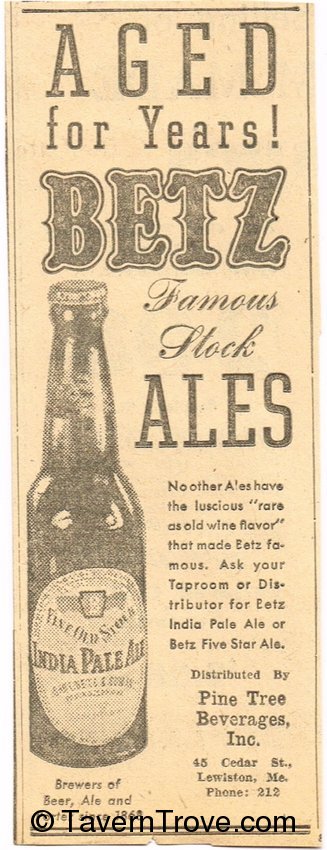 AGED
for Years!
BETZ
Famous
Stock
ALES
No other Ales have
the luscious "rare
as old wine flavor"
that made Betz fa-
mous. Ask your
Taproom or Dis-
tributor for Betz
India Pale Ale or
Betz Five Star Ale.
FINE OLD STOCK
INDIA PALE ALE
Distributed By
Pine Tree
Beverages,
Inc.
45 Cedar St.,
Lewiston, Me.
Phone: 212
Brewers of
Beer, Ale and
Porter since
© TavernTrove.com